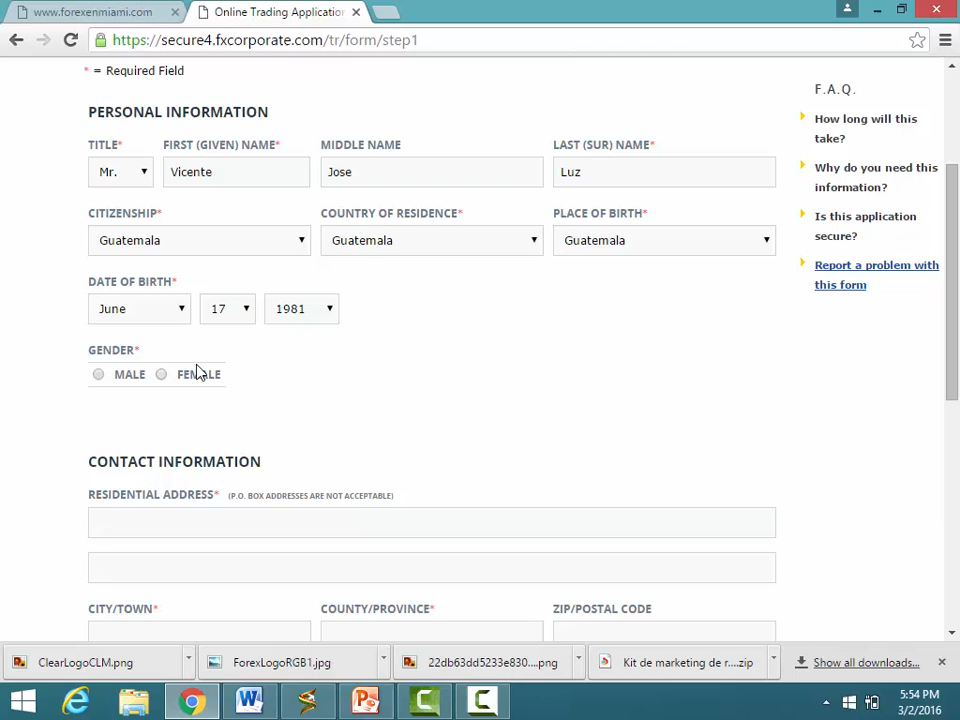 www.forexenmiami.com
Online Trading Applicatio
https://secure4.fxcorporate.com/tr/form/step1
* = Required Field
PERSONAL INFORMATION
TITLE* FIRST (GIVEN) NAME* MIDDLE NAME LAST (SUR) NAME*
Mr. Vicente Jose Luz
CITIZENSHIP* COUNTRY OF RESIDENCE* PLACE OF BIRTH*
Guatemala Guatemala Guatemala
DATE OF BIRTH*
June 17 1981
GENDER*
MALE FEMALE
CONTACT INFORMATION
RESIDENTIAL ADDRESS* (P.O. BOX ADDRESSES ARE NOT ACCEPTABLE)
CITY/TOWN* COUNTY/PROVINCE* ZIP/POSTAL CODE
F.A.Q.
How long will this
take?
Why do you need this
information?
Is this application
secure?
Report a problem with
this form
ClearLogoCLM.png ForexLogoRGB1.jpg 22db63dd5233e830....png Kit de marketing de r....zip Show all downloads...
5:54 PM
3/2/2016